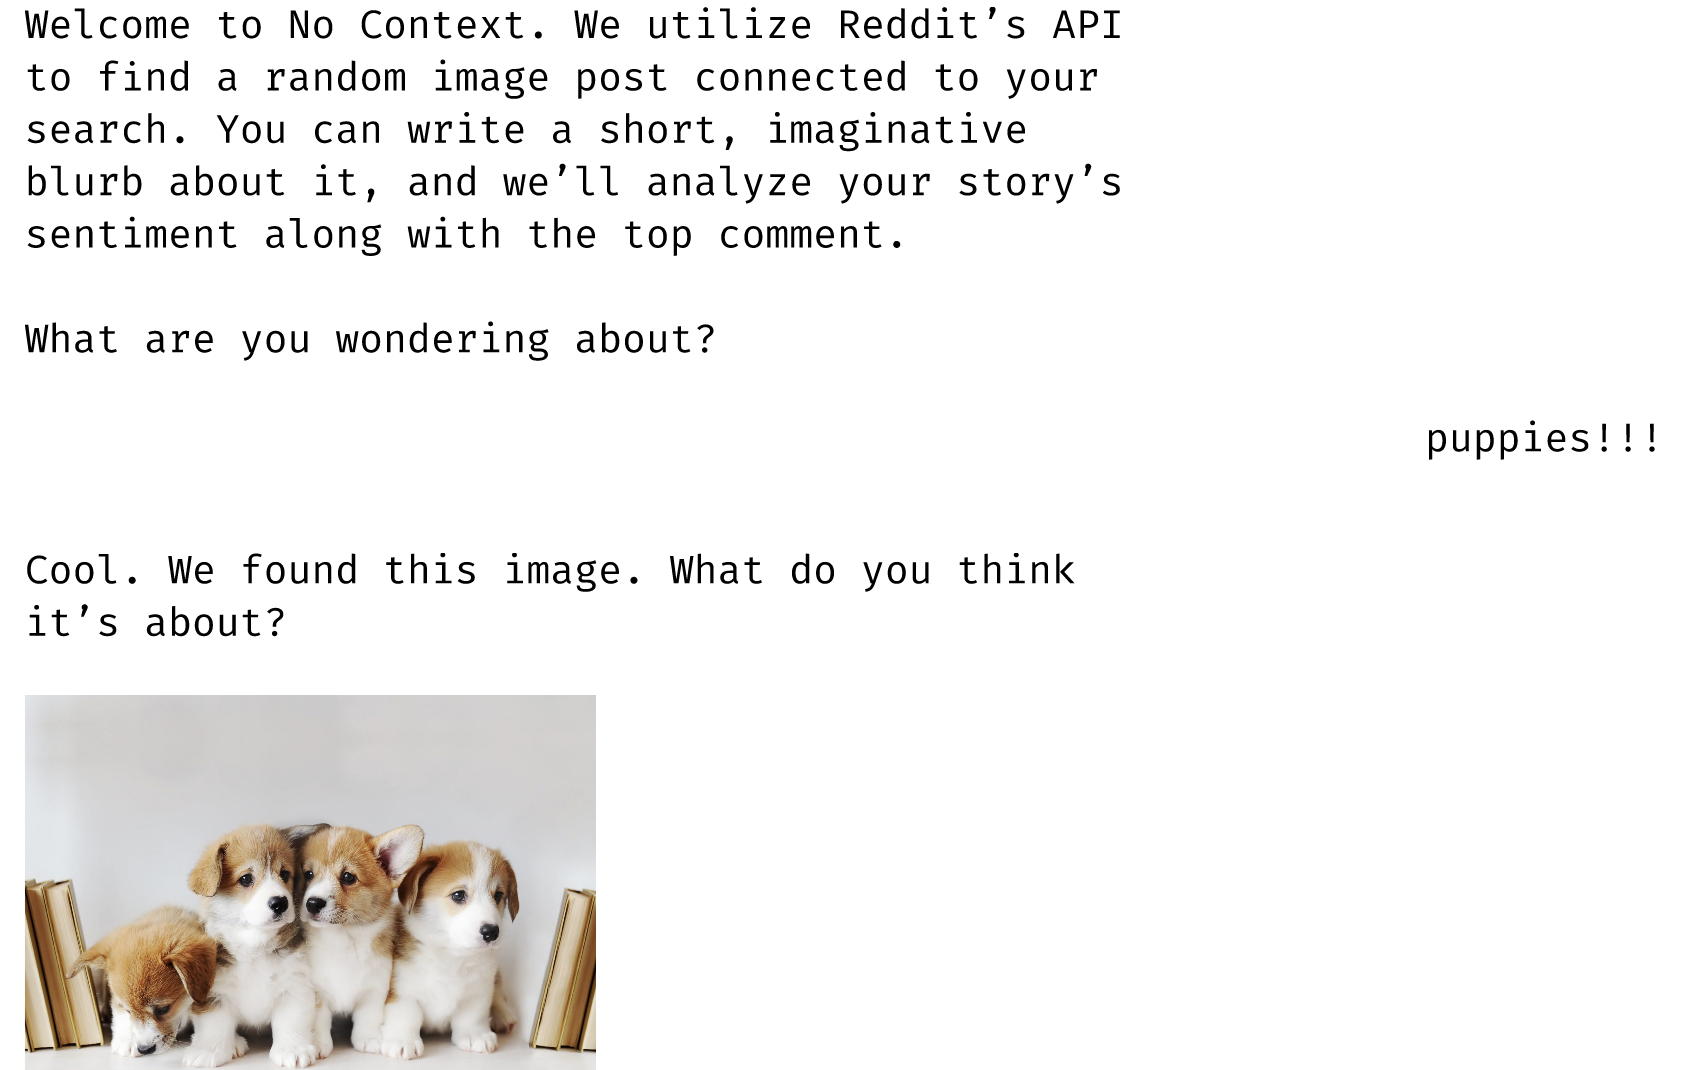 Welcome to No Context. We utilize Reddit’s API
to find a random image post connected to your
search. You can write a short, imaginative
blurb about it, and we’ll analyze your story’s
sentiment along with the top comment.
What are you wondering about?
puppies!!!
Cool. We found this image. What do you think
it’s about?